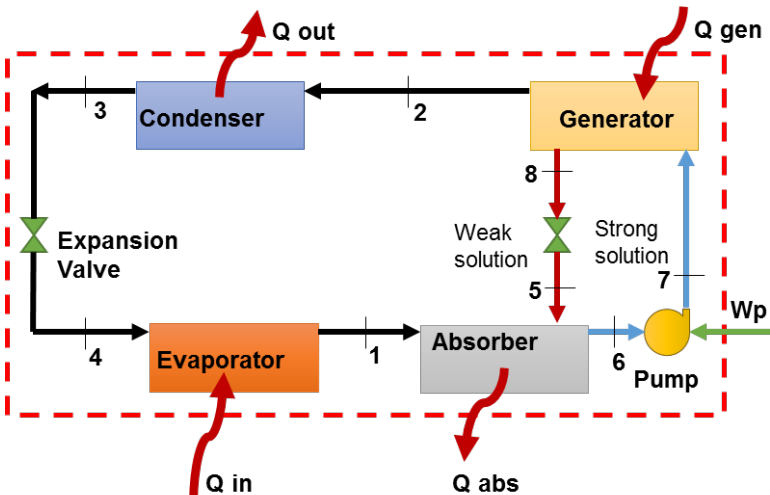 Q out
Q gen
3
Condenser
2
Generator
8
Expansion
Valve
Weak
solution
Strong
solution
5
7
4
Evaporator
1
Absorber
6
Wp
Pump
Q in
Q abs